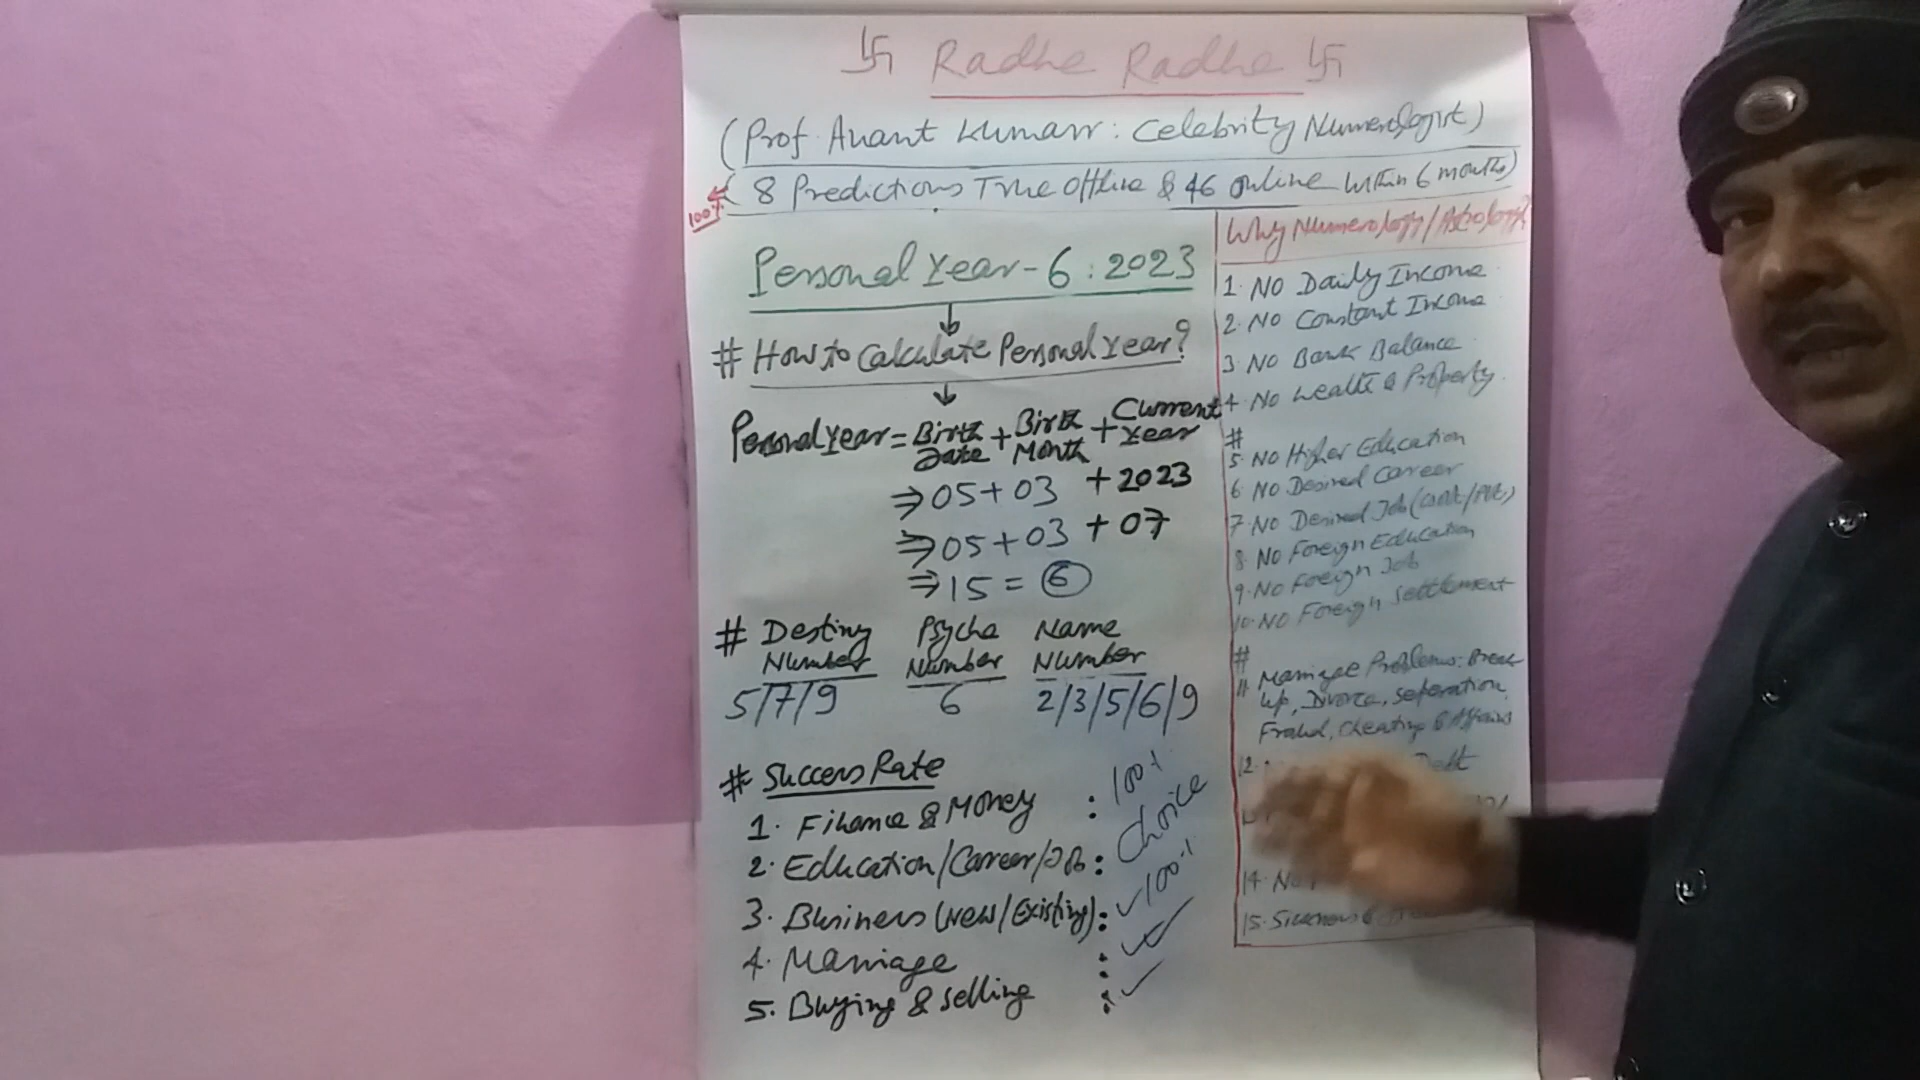 卐 Radhe Radhe 卐
(Prof. Anant Kumarr: Celebrity Numerologist)
(8 Predictions True Offline & 46 online Within 6 months)
100%
Personal Year-6: 2023
# How to Calculate Personal Year?
Personal Year = Birth Date + Birth Month + Current Year
⇒ 05 + 03 + 2023
⇒ 05 + 03 + 07
⇒ 15 = 6
# Destiny Psyche Name
Number Number Number
5/7/9 6 2/3/5/6/9
# Success Rate
1. Finance & Money : 100%
2. Education/Career/Job : Choice
3. Business (New/Existing) : ✓100%
4. Marriage : ✓
5. Buying & Selling : ✓
Why Numerology/Astrology?
1. NO Daily Income
2. NO Constant Income
3. NO Bank Balance
4. NO Wealth & Property
#
5. NO Higher Education
6. NO Desired Career
7. NO Desired Job (Govt/Pvt.)
8. NO Foreign Education
9. NO Foreign Job
10. NO Foreign Settlement
#
11. Marriage Problems: Break
Up, Divorce, Seperation,
Fraud, Cheating & Affairs
12. Debt
14. No
15. Sickness &